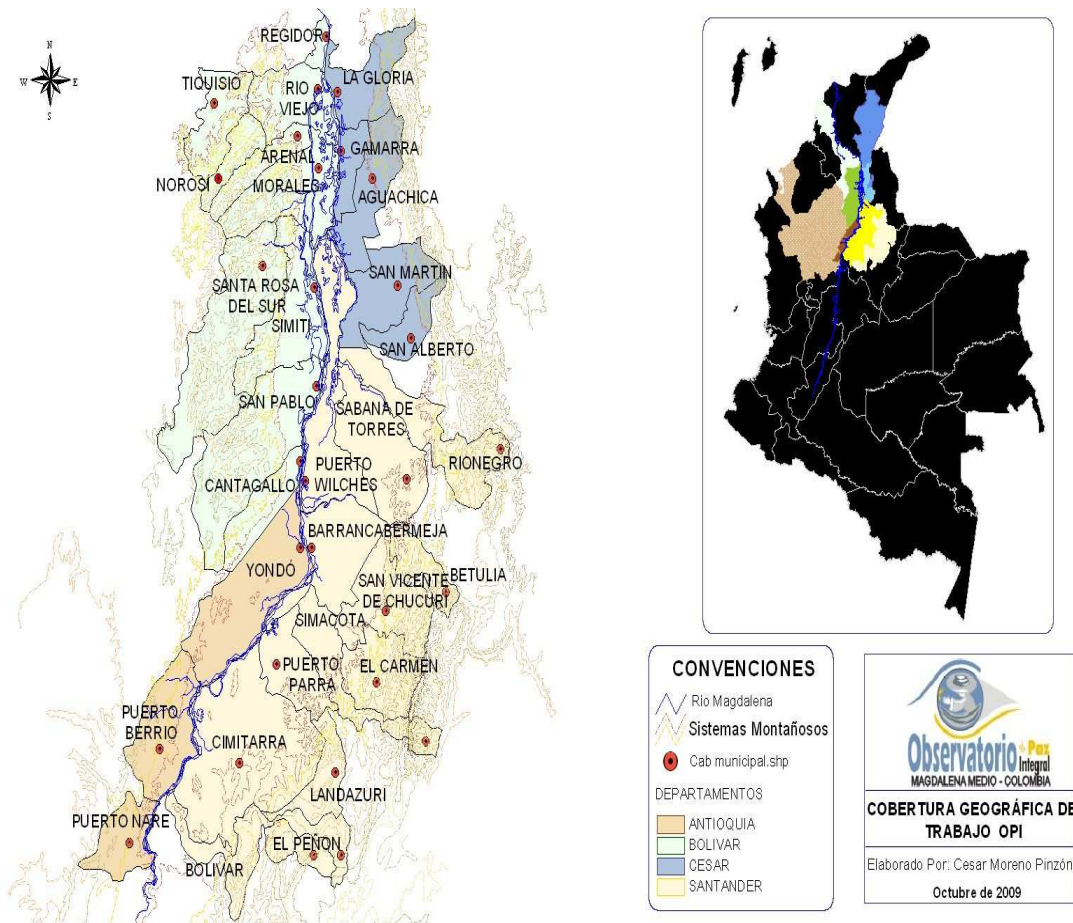 N
W E
S
REGIDOR
TIQUISIO
RIO
VIEJO
LA GLORIA
ARENAL
GAMARRA
NOROSÍ
MORALES
AGUACHICA
SANTA ROSA
DEL SUR
SAN MARTIN
SIMITI
SAN ALBERTO
SAN PABLO
SABANA DE
TORRES
CANTAGALLO
PUERTO
WILCHES
RIONEGRO
BARRANCABERMEJA
YONDÓ
SAN VICENTE
DE CHUCURI
BETULIA
SIMACOTA
PUERTO
PARRA
EL CARMEN
PUERTO
BERRIO
CIMITARRA
LANDAZURI
PUERTO NARE
BOLIVAR
EL PEÑON
CONVENCIONES
Río Magdalena
Sistemas Montañosos
Cab municipal.shp
DEPARTAMENTOS
ANTIOQUIA
BOLIVAR
CESAR
SANTANDER
Observatorio de Paz
Integral
MAGDALENA MEDIO - COLOMBIA
COBERTURA GEOGRÁFICA DE
TRABAJO OPI
Elaborado Por: Cesar Moreno Pinzón
Octubre de 2009